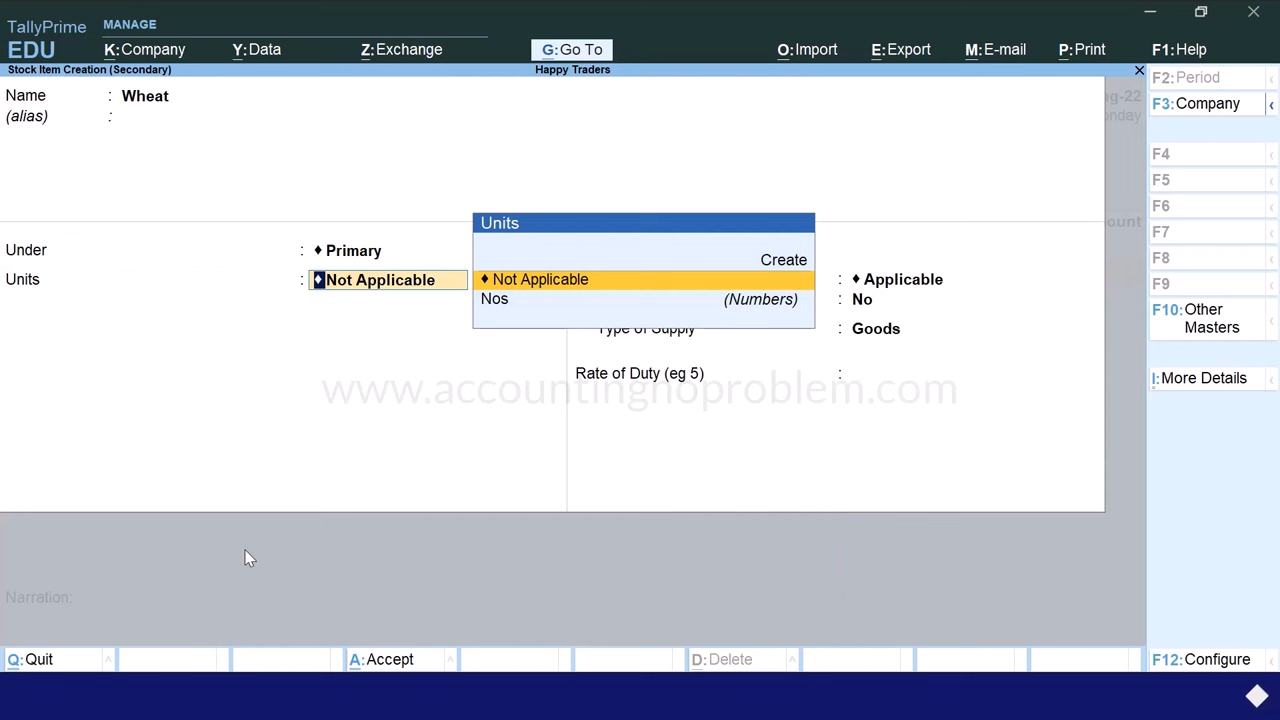 TallyPrime MANAGE
EDU K:Company Y:Data Z:Exchange G:Go To O:Import E:Export M:E-mail P:Print F1:Help
Stock Item Creation (Secondary) Happy Traders
Name : Wheat
(alias) :
Under : ♦ Primary
Units : ♦ Not Applicable
Units
Create
♦ Not Applicable
Nos (Numbers)
: ♦ Applicable
: No
Type of Supply : Goods
Rate of Duty (eg 5) :
www.accountingnoproblem.com
Narration:
F2:Period
F3:Company
F4
F5
F6
F7
F8
F9
F10:Other
Masters
I:More Details
Q:Quit A:Accept D:Delete F12:Configure